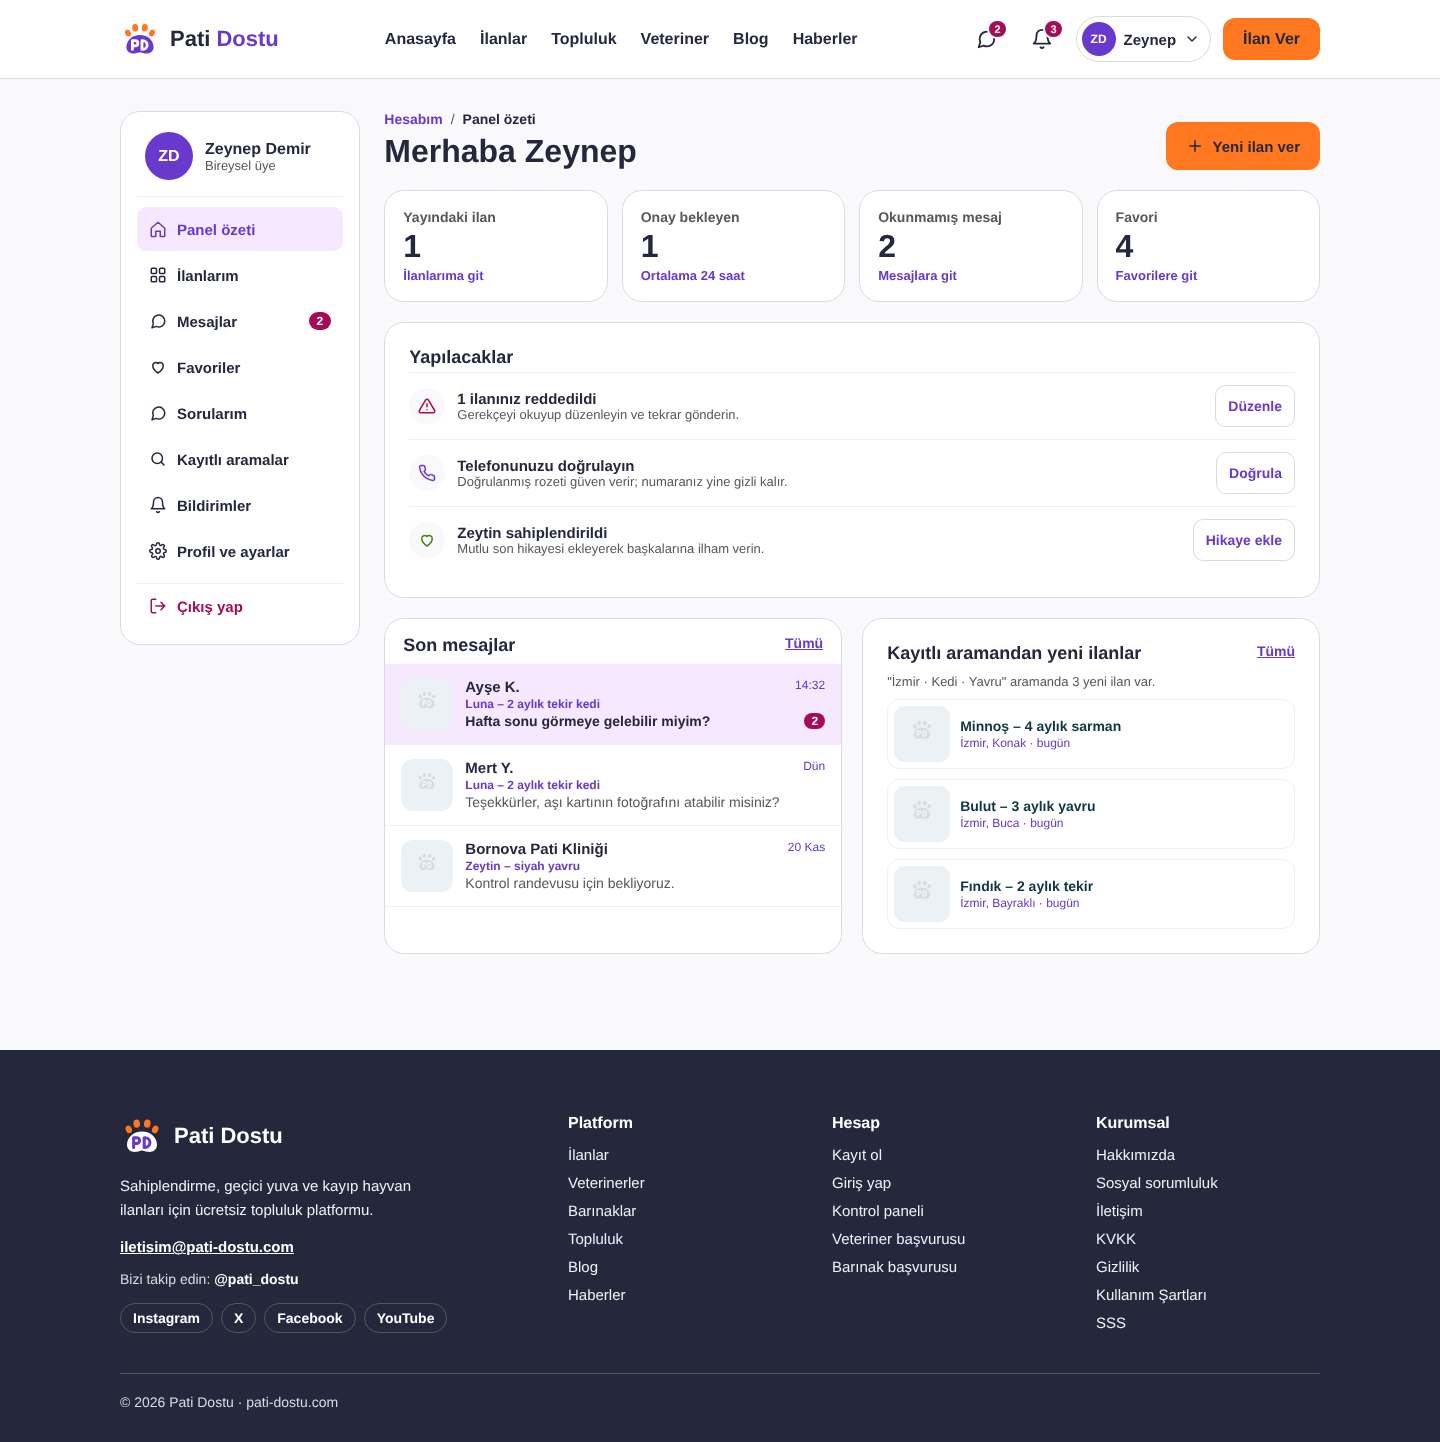 Pati Dostu
Anasayfa İlanlar Topluluk Veteriner Blog Haberler
2
3
ZD Zeynep
İlan Ver
ZD
Zeynep Demir
Bireysel üye
Panel özeti
İlanlarım
Mesajlar 2
Favoriler
Sorularım
Kayıtlı aramalar
Bildirimler
Profil ve ayarlar
Çıkış yap
Hesabım / Panel özeti
Merhaba Zeynep
Yeni ilan ver
Yayındaki ilan
1
İlanlarıma git
Onay bekleyen
1
Ortalama 24 saat
Okunmamış mesaj
2
Mesajlara git
Favori
4
Favorilere git
Yapılacaklar
1 ilanınız reddedildi
Gerekçeyi okuyup düzenleyin ve tekrar gönderin.
Düzenle
Telefonunuzu doğrulayın
Doğrulanmış rozeti güven verir; numaranız yine gizli kalır.
Doğrula
Zeytin sahiplendirildi
Mutlu son hikayesi ekleyerek başkalarına ilham verin.
Hikaye ekle
Son mesajlar Tümü
Ayşe K. 14:32
Luna – 2 aylık tekir kedi
Hafta sonu görmeye gelebilir miyim? 2
Mert Y. Dün
Luna – 2 aylık tekir kedi
Teşekkürler, aşı kartının fotoğrafını atabilir misiniz?
Bornova Pati Kliniği 20 Kas
Zeytin – siyah yavru
Kontrol randevusu için bekliyoruz.
Kayıtlı aramandan yeni ilanlar Tümü
"İzmir · Kedi · Yavru" aramanda 3 yeni ilan var.
Minnoş – 4 aylık sarman
İzmir, Konak · bugün
Bulut – 3 aylık yavru
İzmir, Buca · bugün
Fındık – 2 aylık tekir
İzmir, Bayraklı · bugün
PD Pati Dostu
Sahiplendirme, geçici yuva ve kayıp hayvan
ilanları için ücretsiz topluluk platformu.
iletisim@pati-dostu.com
Bizi takip edin: @pati_dostu
Instagram X Facebook YouTube
Platform
İlanlar
Veterinerler
Barınaklar
Topluluk
Blog
Haberler
Hesap
Kayıt ol
Giriş yap
Kontrol paneli
Veteriner başvurusu
Barınak başvurusu
Kurumsal
Hakkımızda
Sosyal sorumluluk
İletişim
KVKK
Gizlilik
Kullanım Şartları
SSS
© 2026 Pati Dostu · pati-dostu.com